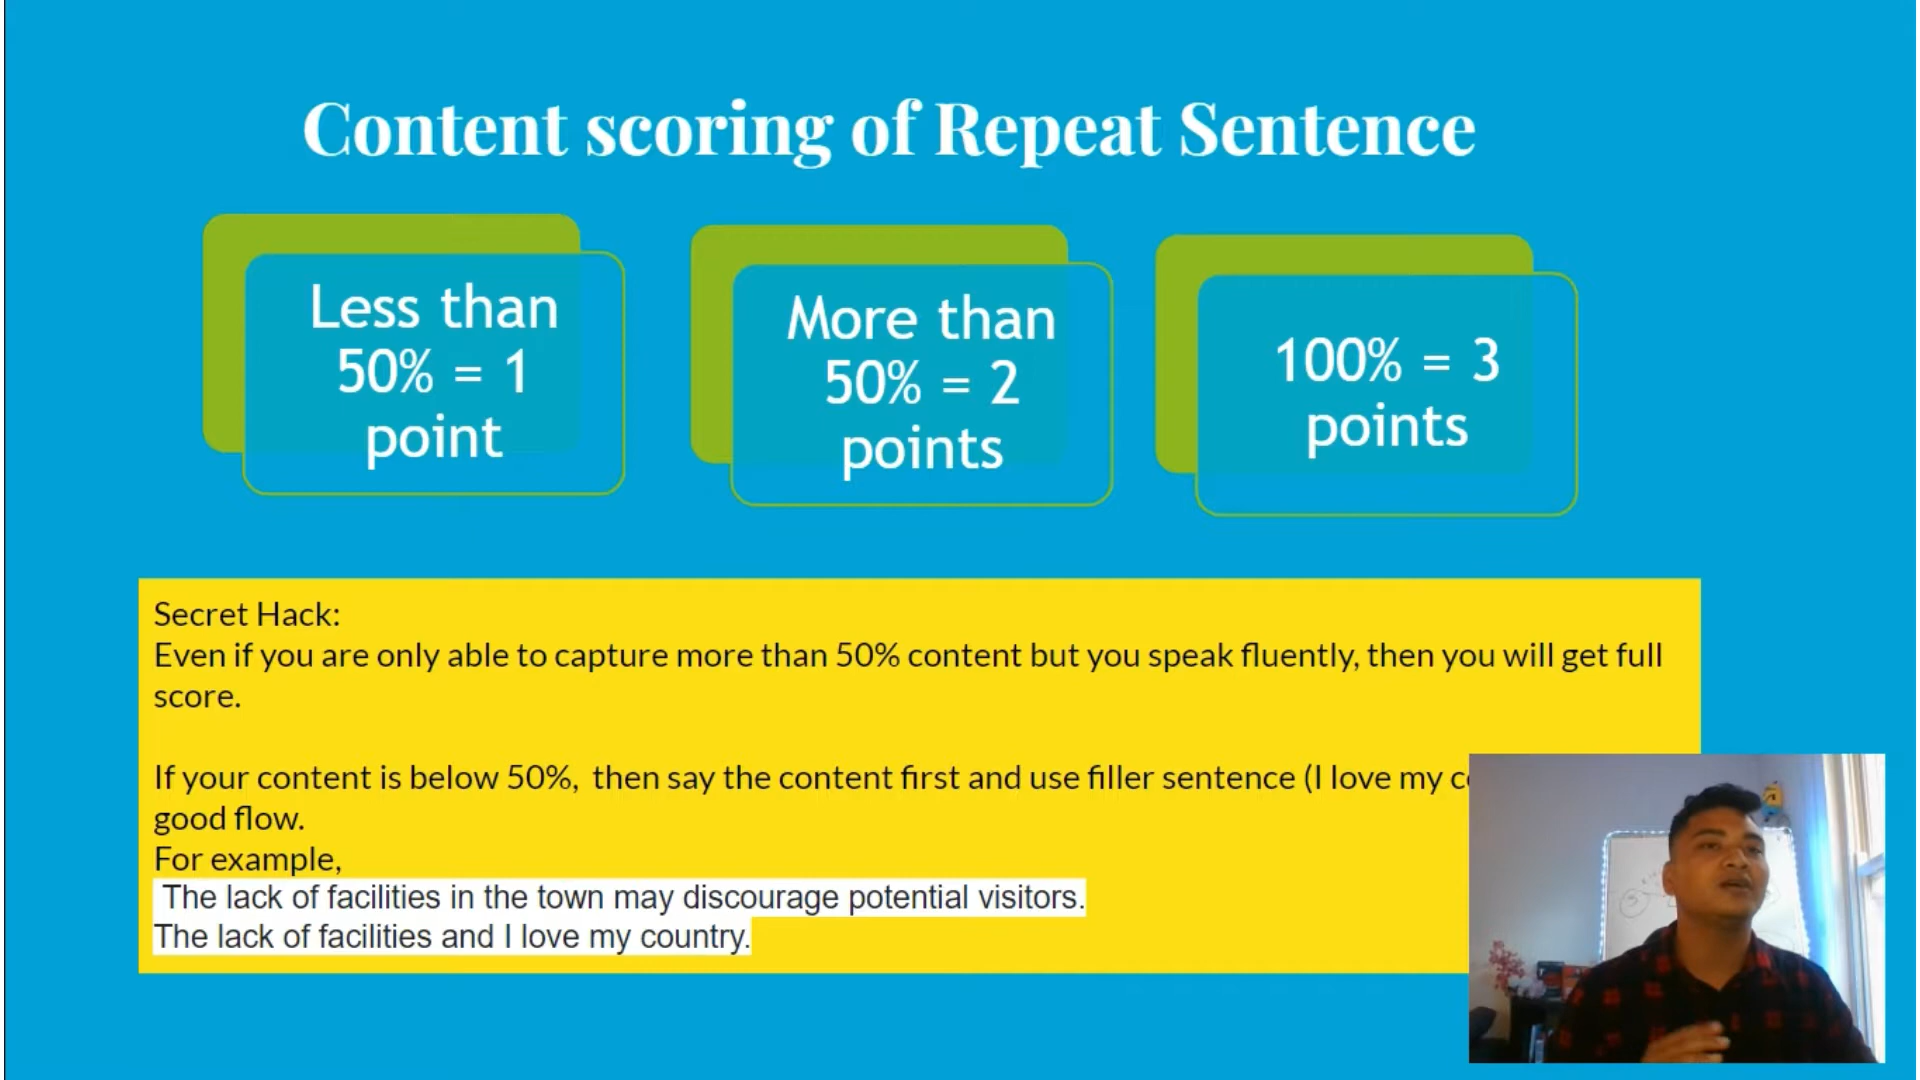 Content scoring of Repeat Sentence
Less than
50% = 1
point
More than
50% = 2
points
100% = 3
points
Secret Hack:
Even if you are only able to capture more than 50% content but you speak fluently, then you will get full
score.
If your content is below 50%,  then say the content first and use filler sentence (I love my
good flow.
For example,
The lack of facilities in the town may discourage potential visitors.
The lack of facilities and I love my country.